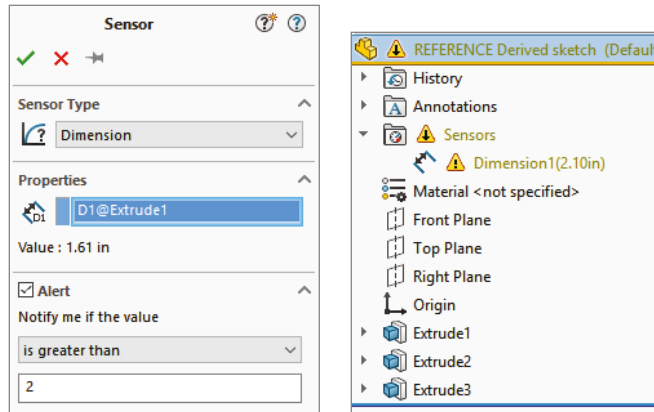 Sensor
Sensor Type
Dimension
Properties
D1
D1@Extrude1
Value : 1.61 in
Alert
Notify me if the value
is greater than
2
REFERENCE Derived sketch (Defaul
History
A Annotations
Sensors
Dimension1(2.10in)
Material <not specified>
Front Plane
Top Plane
Right Plane
Origin
Extrude1
Extrude2
Extrude3